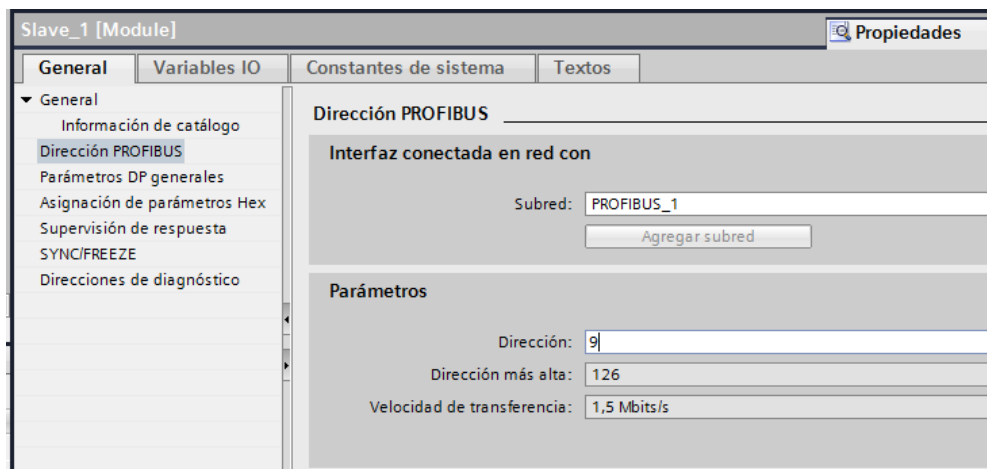 Slave_1 [Module]
Propiedades
General
Variables IO
Constantes de sistema
Textos
General
Información de catálogo
Dirección PROFIBUS
Parámetros DP generales
Asignación de parámetros Hex
Supervisión de respuesta
SYNC/FREEZE
Direcciones de diagnóstico
Dirección PROFIBUS
Interfaz conectada en red con
Subred: PROFIBUS_1
Agregar subred
Parámetros
Dirección: 9
Dirección más alta: 126
Velocidad de transferencia: 1,5 Mbits/s